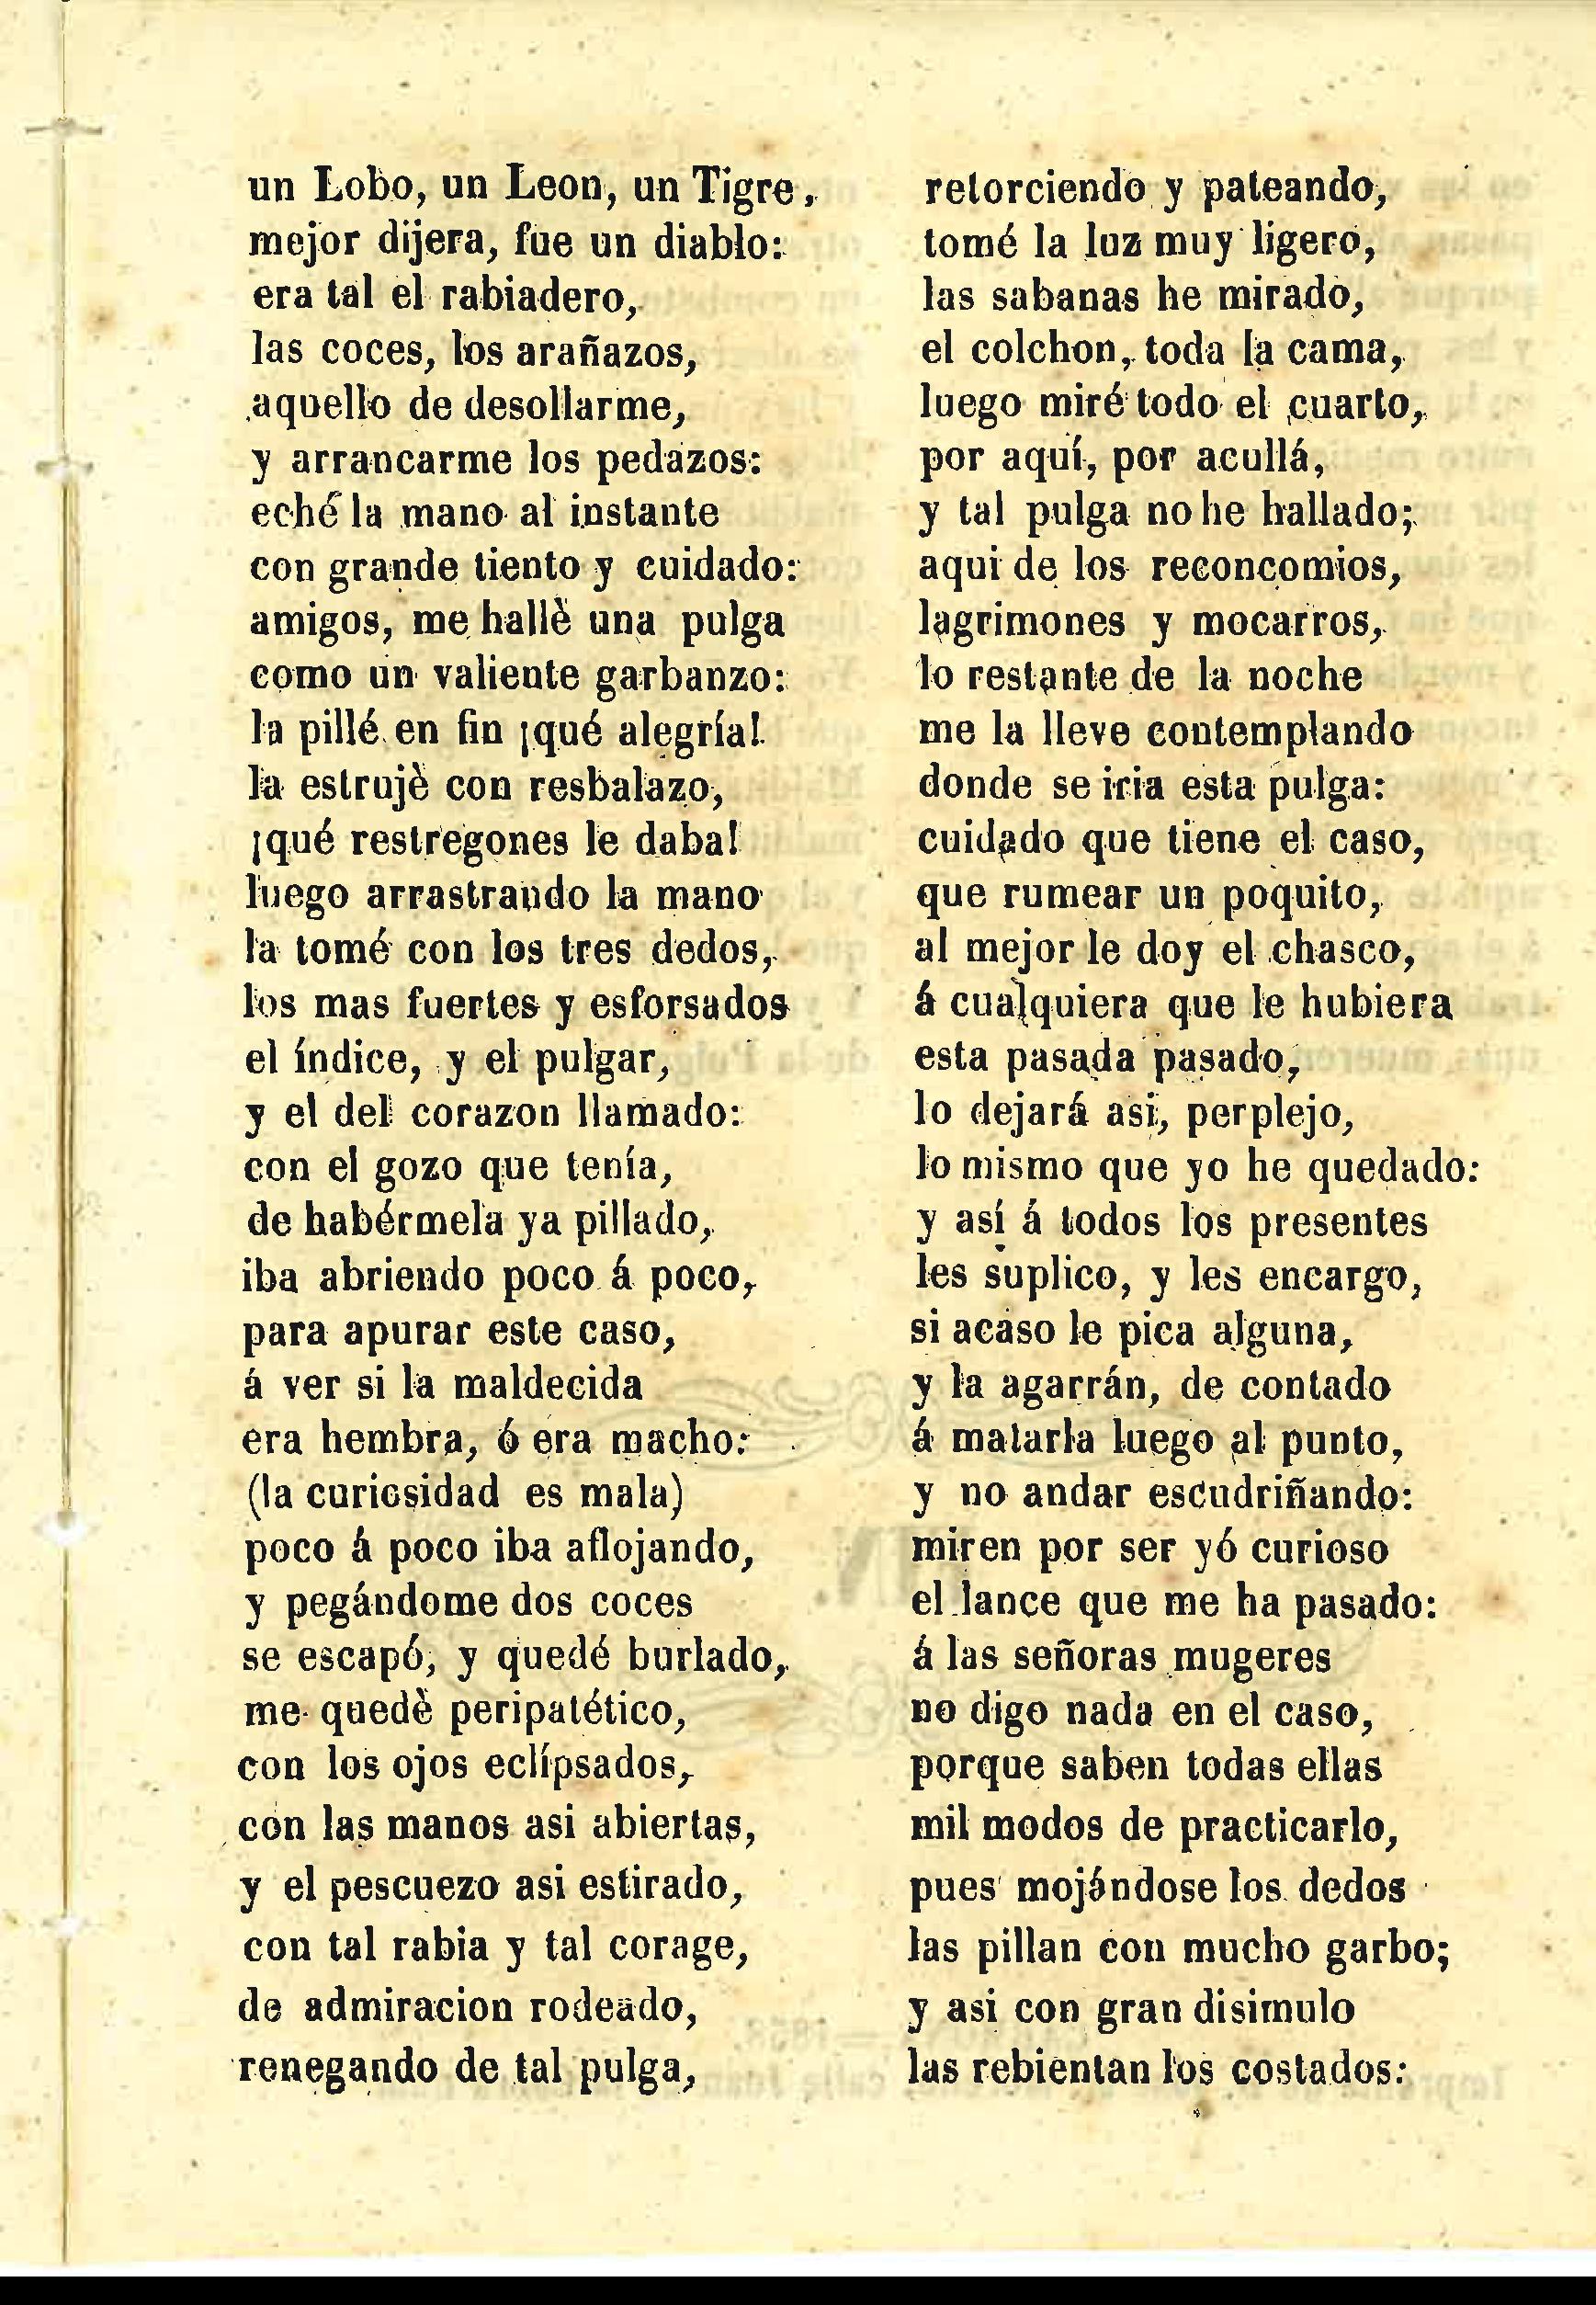 un Lobo, un Leon, un Tigre,
mejor dijera, fue un diablo:
era tal el rabiadero,
las coces, los arañazos,
aquello de desollarme,
y arrancarme los pedazos:
eché la mano al instante
con grande tiento y cuidado:
amigos, me hallè una pulga
como un valiente garbanzo:
la pillé en fin ¡qué alegría!
la estrujè con resbalazo,
¡qué restregones le daba!
luego arrastrando la mano
la tomé con los tres dedos,
los mas fuertes y esforsados
el índice, y el pulgar,
y el del corazon llamado:
con el gozo que tenía,
de habérmela ya pillado,
iba abriendo poco á poco,
para apurar este caso,
á ver si la maldecida
era hembra, ó era macho:
(la curiosidad es mala)
poco á poco iba aflojando,
y pegándome dos coces
se escapó, y quedé burlado,
me quedè peripatético,
con los ojos eclípsados,
con las manos asi abiertas,
y el pescuezo asi estirado,
con tal rabia y tal corage,
de admiracion rodeado,
renegando de tal pulga,
retorciendo y pateando,
tomé la luz muy ligero,
las sabanas he mirado,
el colchon, toda la cama,
luego miré todo el cuarto,
por aquí, por acullá,
y tal pulga no he hallado;
aqui de los reconcomios,
lagrimones y mocarros,
lo restante de la noche
me la lleve contemplando
donde se iria esta pulga:
cuidado que tiene el caso,
que rumear un poquito,
al mejor le doy el chasco,
á cualquiera que le hubiera
esta pasada pasado,
lo dejará asi, perplejo,
lo mismo que yo he quedado:
y así á todos los presentes
les suplico, y les encargo,
si acaso le pica alguna,
y la agarrán, de contado
á matarla luego al punto,
y no andar escudriñando:
miren por ser yó curioso
el lance que me ha pasado:
á las señoras mugeres
no digo nada en el caso,
porque saben todas ellas
mil modos de practicarlo,
pues mojándose los dedos
las pillan con mucho garbo;
y asi con gran disimulo
las rebientan los costados: